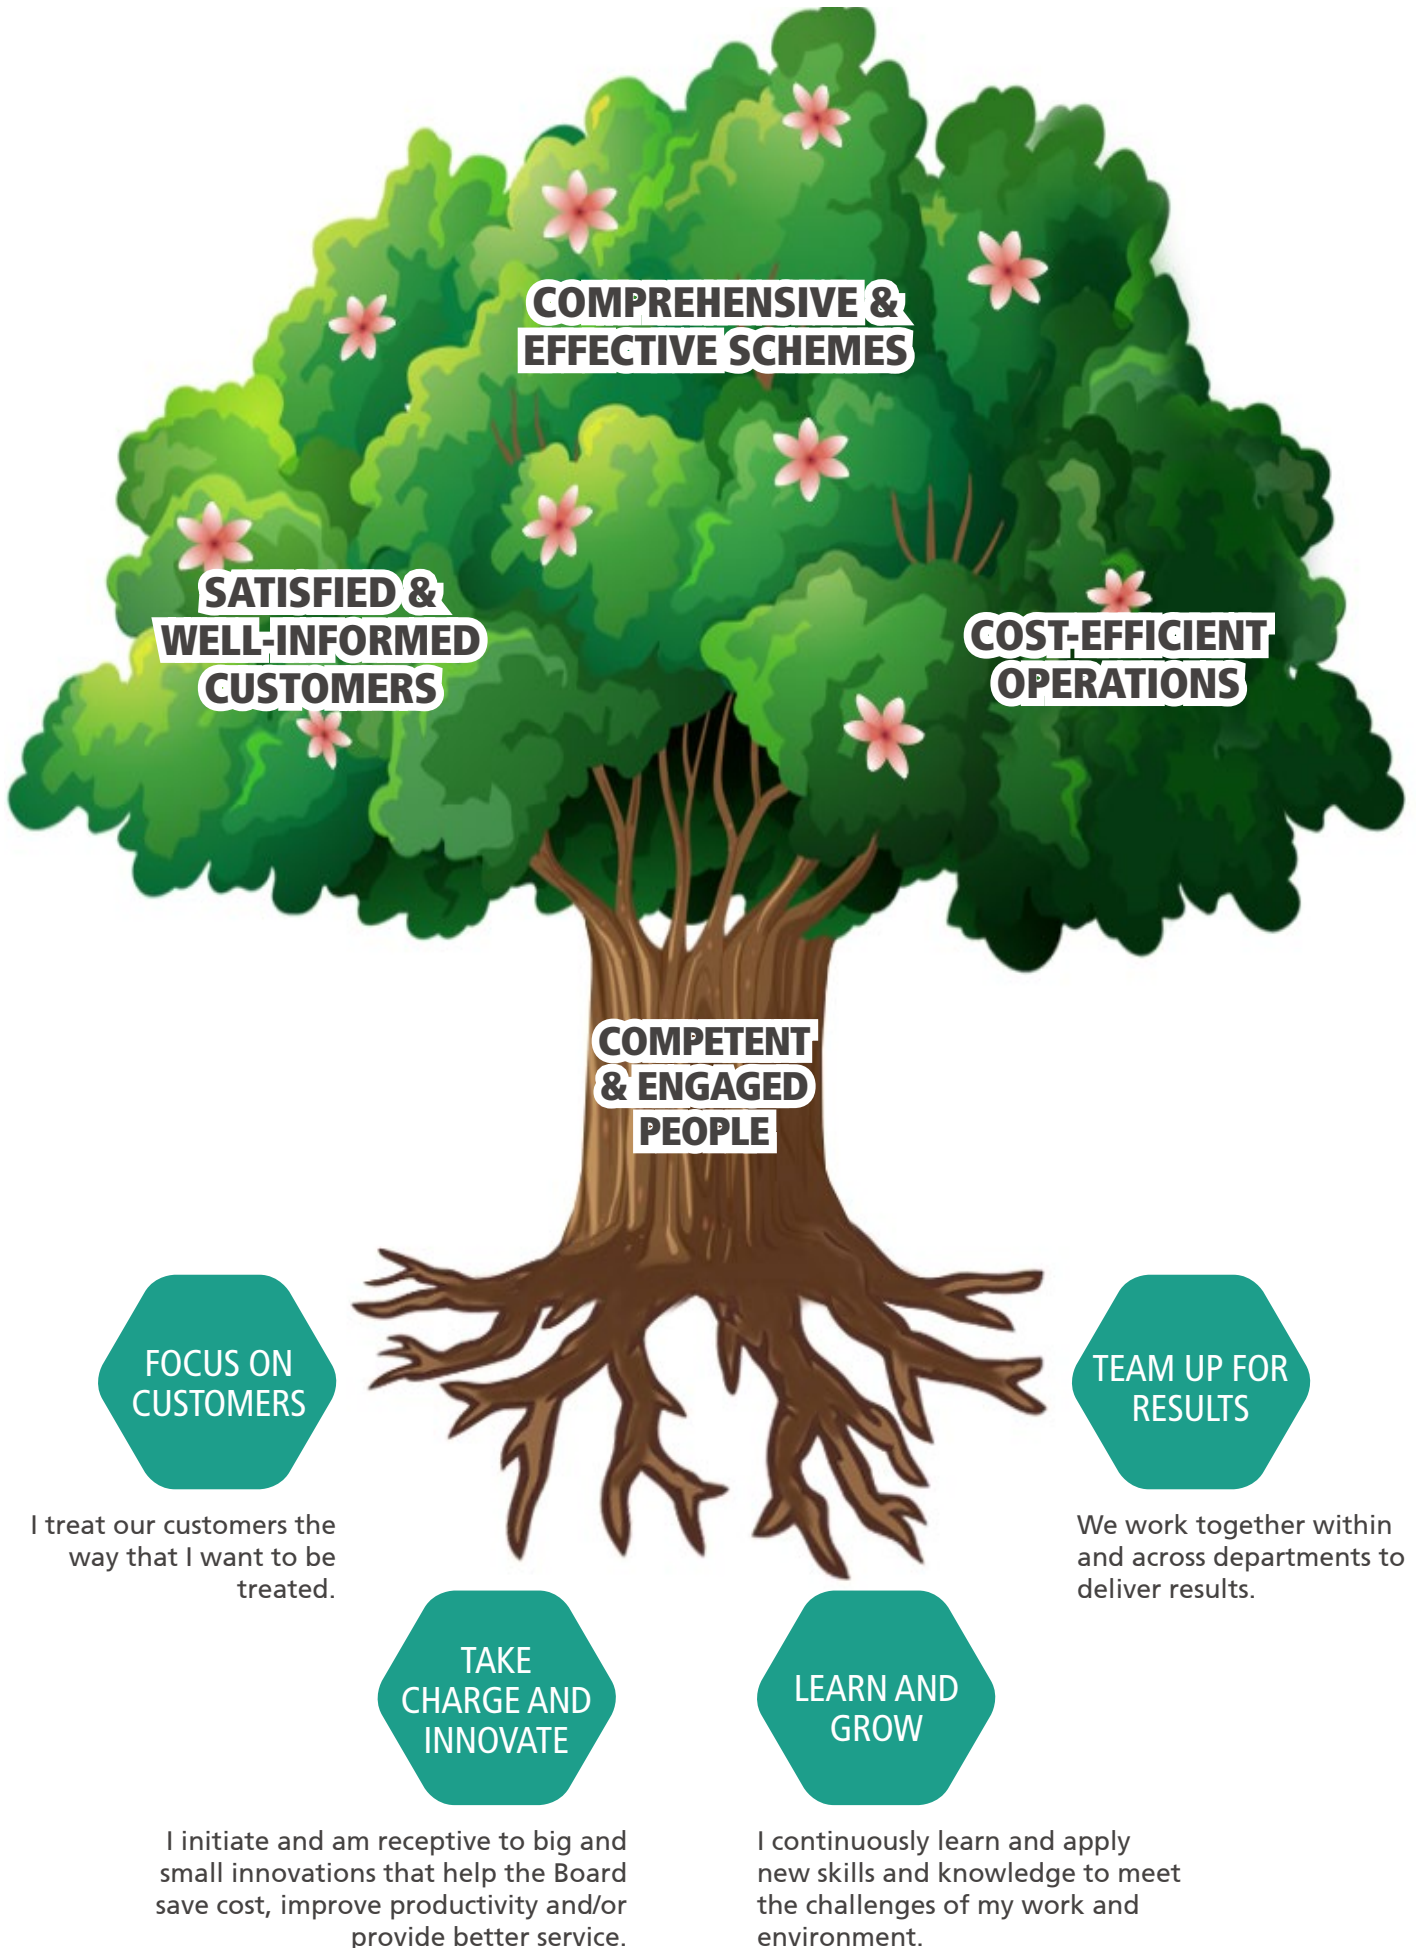 COMPREHENSIVE &
EFFECTIVE SCHEMES
SATISFIED &
WELL-INFORMED
CUSTOMERS
COST-EFFICIENT
OPERATIONS
COMPETENT
& ENGAGED
PEOPLE
FOCUS ON
CUSTOMERS
I treat our customers the
way that I want to be
treated.
TEAM UP FOR
RESULTS
We work together within
and across departments to
deliver results.
TAKE
CHARGE AND
INNOVATE
I initiate and am receptive to big and
small innovations that help the Board
save cost, improve productivity and/or
provide better service.
LEARN AND
GROW
I continuously learn and apply
new skills and knowledge to meet
the challenges of my work and
environment.